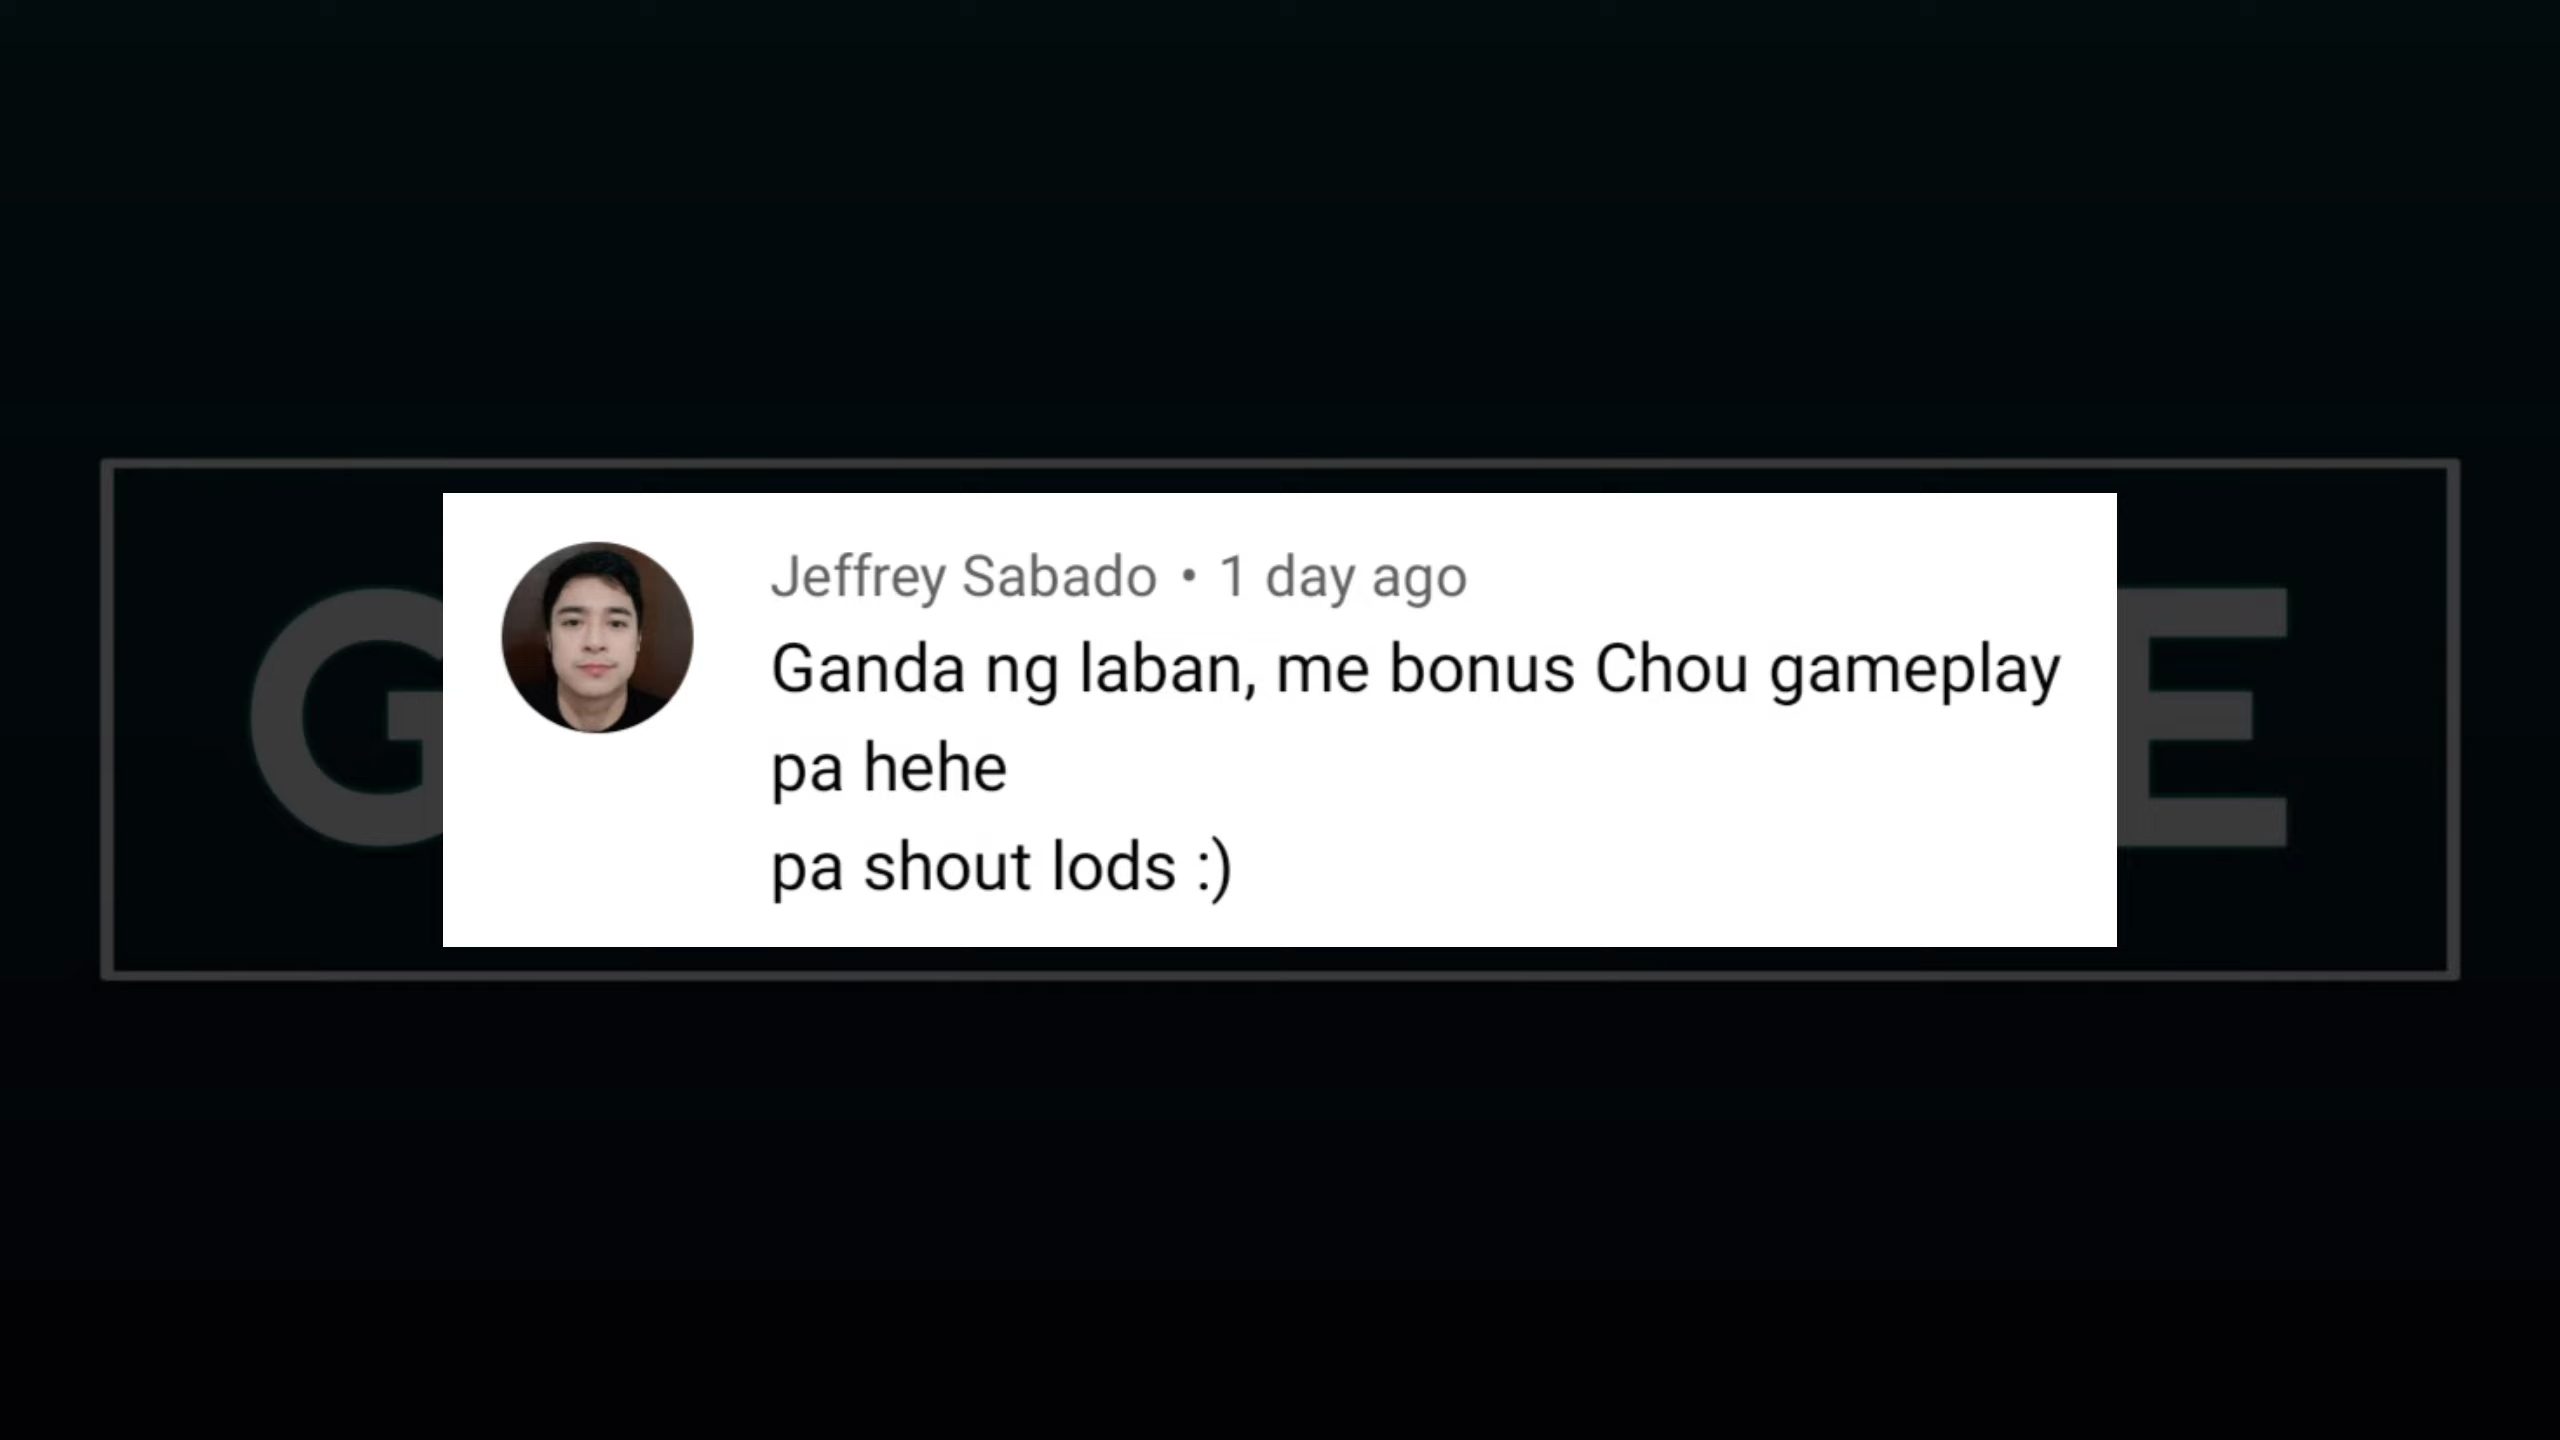 G E
Jeffrey Sabado • 1 day ago
Ganda ng laban, me bonus Chou gameplay
pa hehe
pa shout lods :)